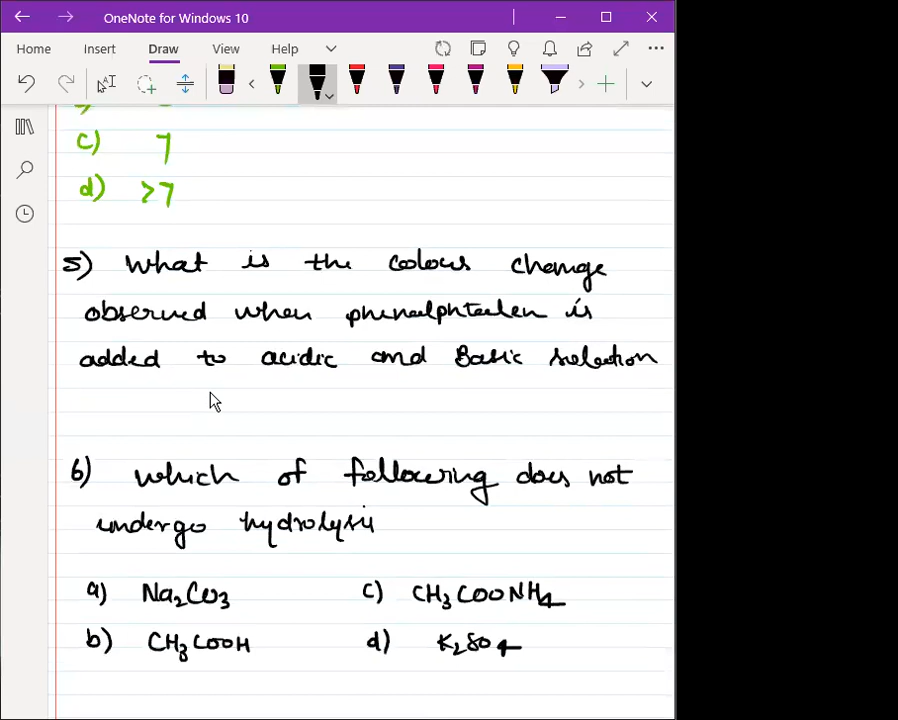 OneNote for Windows 10
Home Insert Draw View Help
c) 7
d) >7
5) What is the colour change
observed when phenalphtaelen is
added to acidic and Basic solution
6) which of following does not
undergo hydrolysis
a) Na2CO3 c) CH3COONH4
b) CH3COOH d) K2SO4